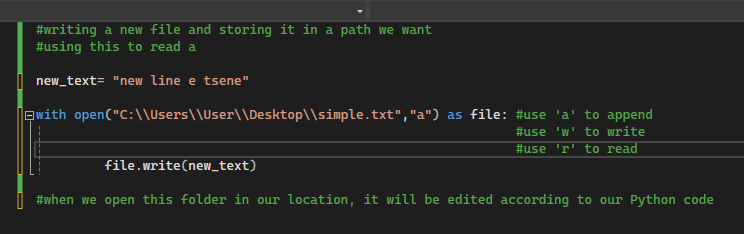 #writing a new file and storing it in a path we want
#using this to read a
new_text= "new line e tsene"
with open("C:\\Users\\User\\Desktop\\simple.txt","a") as file: #use 'a' to append
#use 'w' to write
#use 'r' to read
file.write(new_text)
#when we open this folder in our location, it will be edited according to our Python code